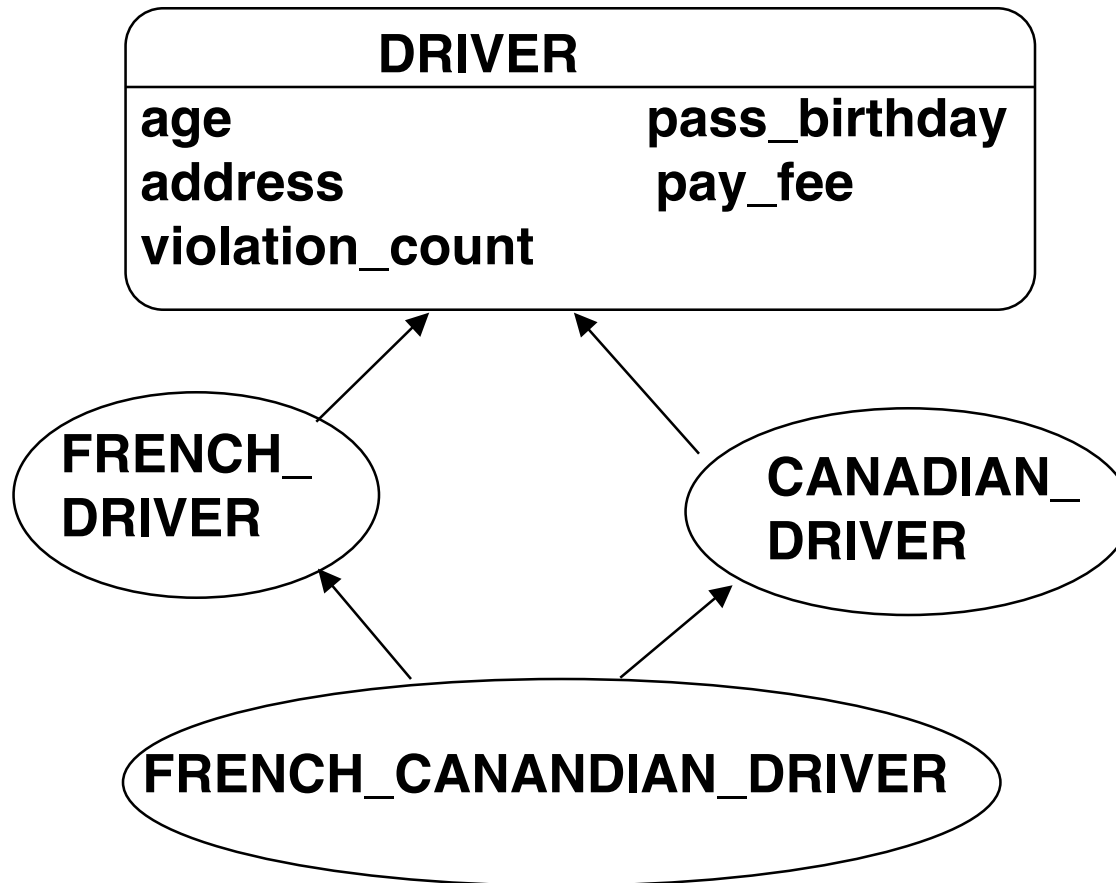 DRIVER
age
address
violation_count
pass_birthday
pay_fee
FRENCH_
DRIVER
CANADIAN_
DRIVER
FRENCH_CANANDIAN_DRIVER